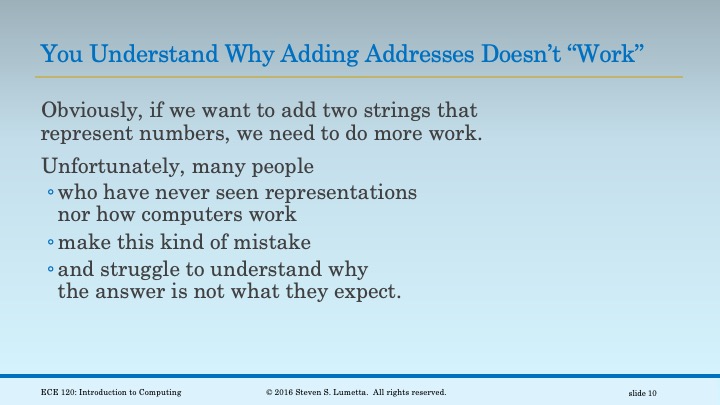 You Understand Why Adding Addresses Doesn’t “Work”
Obviously, if we want to add two strings that
represent numbers, we need to do more work.
Unfortunately, many people
◦who have never seen representations
nor how computers work
◦make this kind of mistake
◦and struggle to understand why
the answer is not what they expect.
ECE 120: Introduction to Computing © 2016 Steven S. Lumetta. All rights reserved. slide 10